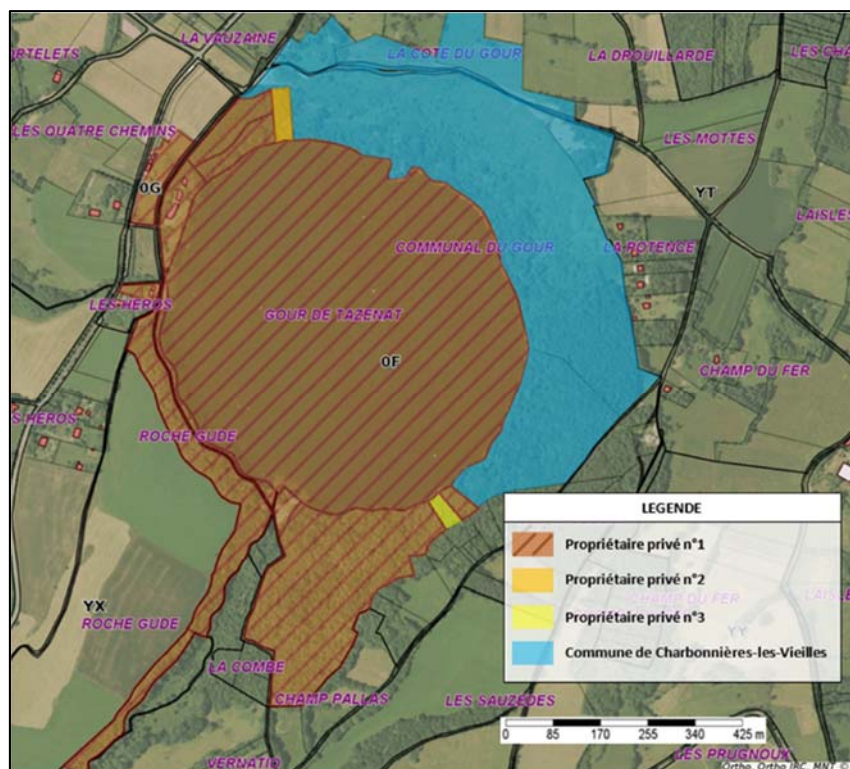 LA VAUZAINE
LA COTE DU GOUR
LA DROUILLARDE
LES CHA
ORTELETS
LES QUATRE CHEMINS
LES MOTTES
0G
YT
LAISLES
COMMUNAL DU GOUR
LA POTENCE
LES HEROS
GOUR DE TAZENAT
0F
CHAMP DU FER
S HEROS
ROCHE GUDE
LEGENDE
Propriétaire privé n°1
Propriétaire privé n°2
CHAMP DU FER
YX
Propriétaire privé n°3
YY
ROCHE GUDE
Commune de Charbonnières-les-Vieilles
LA COMBE
CHAMP PALLAS
LES SAUZEDES
0 85 170 255 340 425 m
VERNATIO
LES PRUGNOUX